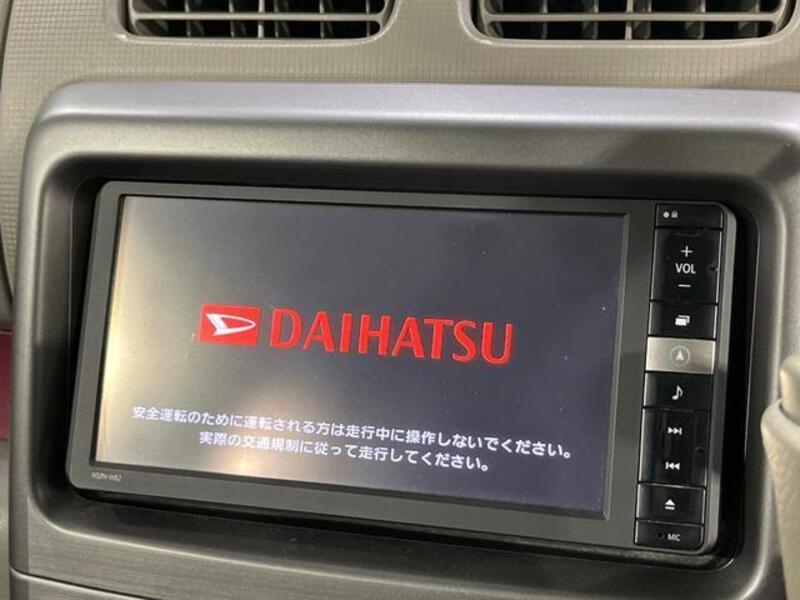 DAIHATSU
安全運転のために運転される方は走行中に操作しないでください。
実際の交通規制に従って走行してください。
NSZN-W62
+
VOL
−
MIC